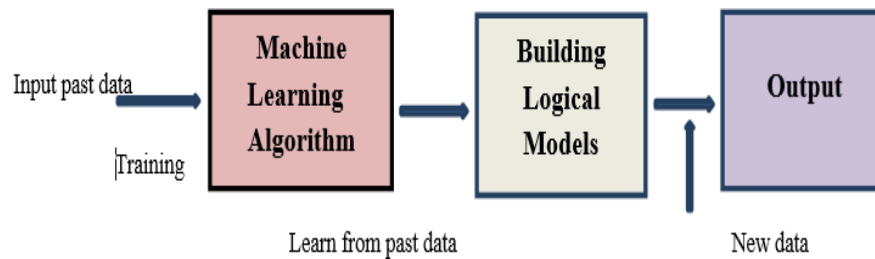 Input past data
Training
Machine
Learning
Algorithm
Learn from past data
Building
Logical
Models
New data
Output